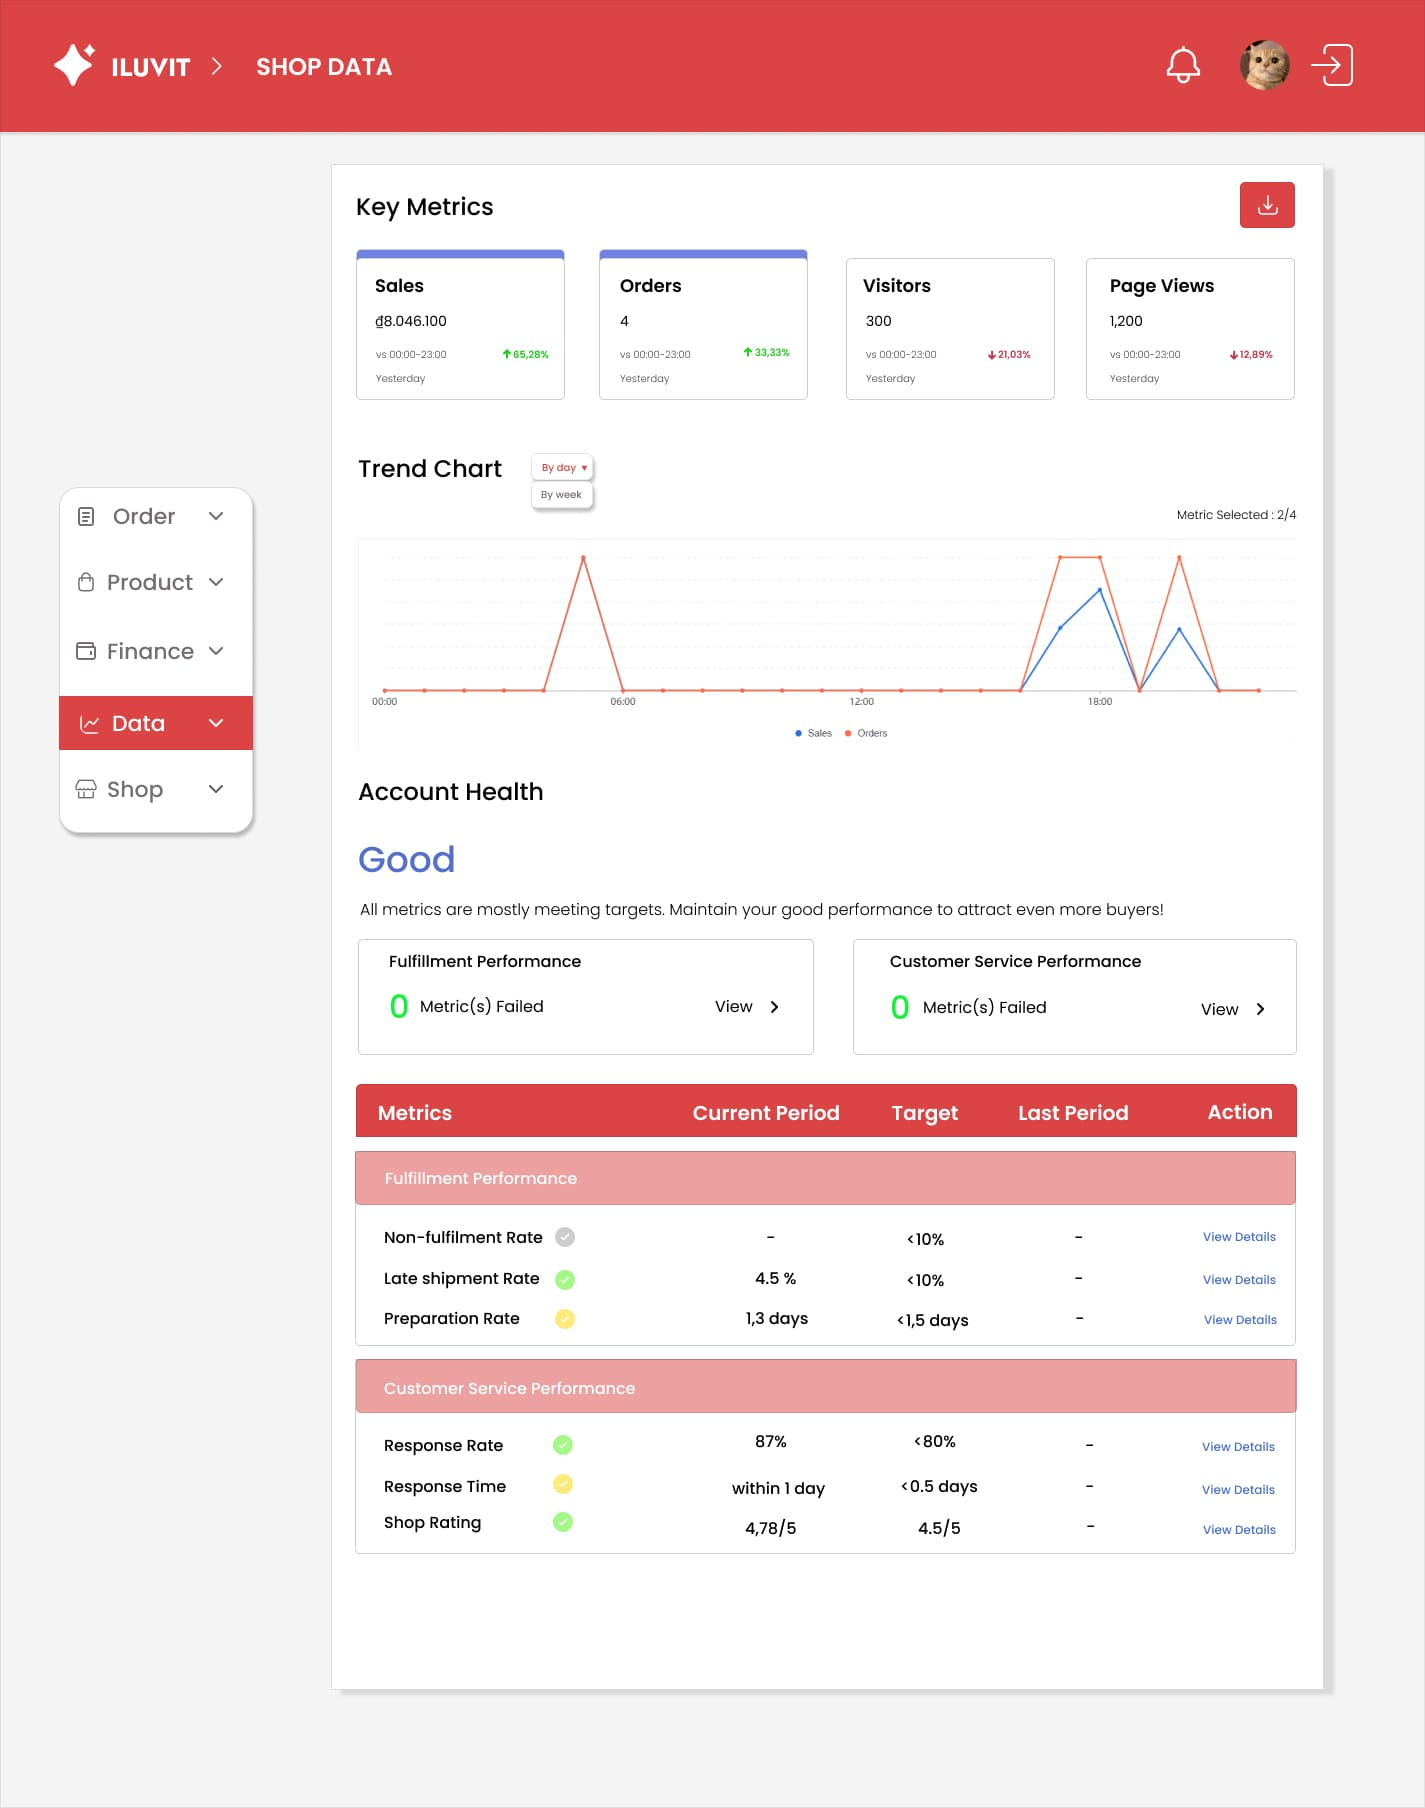 ILUVIT > SHOP DATA
Key Metrics
Sales
₫8.046.100
vs 00:00-23:00 65,28%
Yesterday
Orders
4
vs 00:00-23:00 33,33%
Yesterday
Visitors
300
vs 00:00-23:00 21,03%
Yesterday
Page Views
1,200
vs 00:00-23:00 12,89%
Yesterday
Order
Product
Finance
Data
Shop
Trend Chart
By day
By week
Metric Selected : 2/4
00:00 06:00 12:00 18:00
Sales Orders
Account Health
Good
All metrics are mostly meeting targets. Maintain your good performance to attract even more buyers!
Fulfillment Performance
0 Metric(s) Failed View
Customer Service Performance
0 Metric(s) Failed View
Metrics Current Period Target Last Period Action
Fulfillment Performance
Non-fulfilment Rate - <10% - View Details
Late shipment Rate 4.5 % <10% - View Details
Preparation Rate 1,3 days <1,5 days - View Details
Customer Service Performance
Response Rate 87% <80% - View Details
Response Time within 1 day <0.5 days - View Details
Shop Rating 4,78/5 4.5/5 - View Details